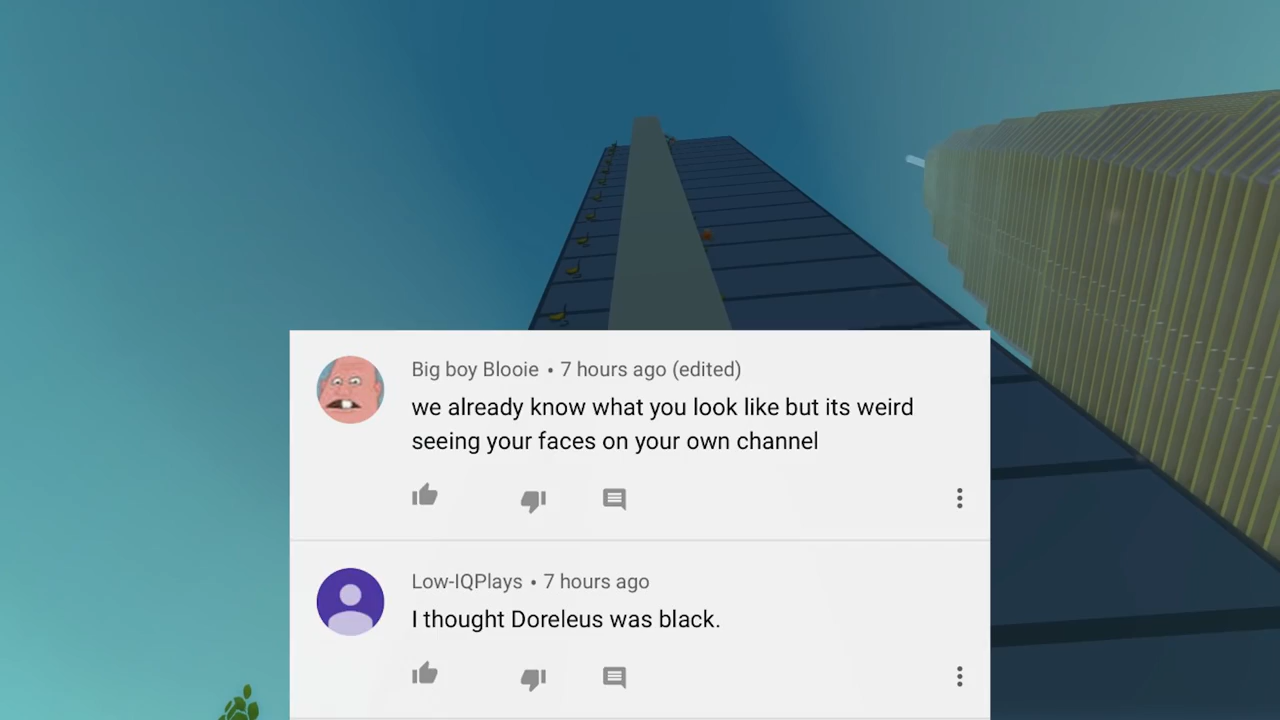 Big boy Blooie • 7 hours ago (edited)
we already know what you look like but its weird
seeing your faces on your own channel
Low-IQPlays • 7 hours ago
I thought Doreleus was black.